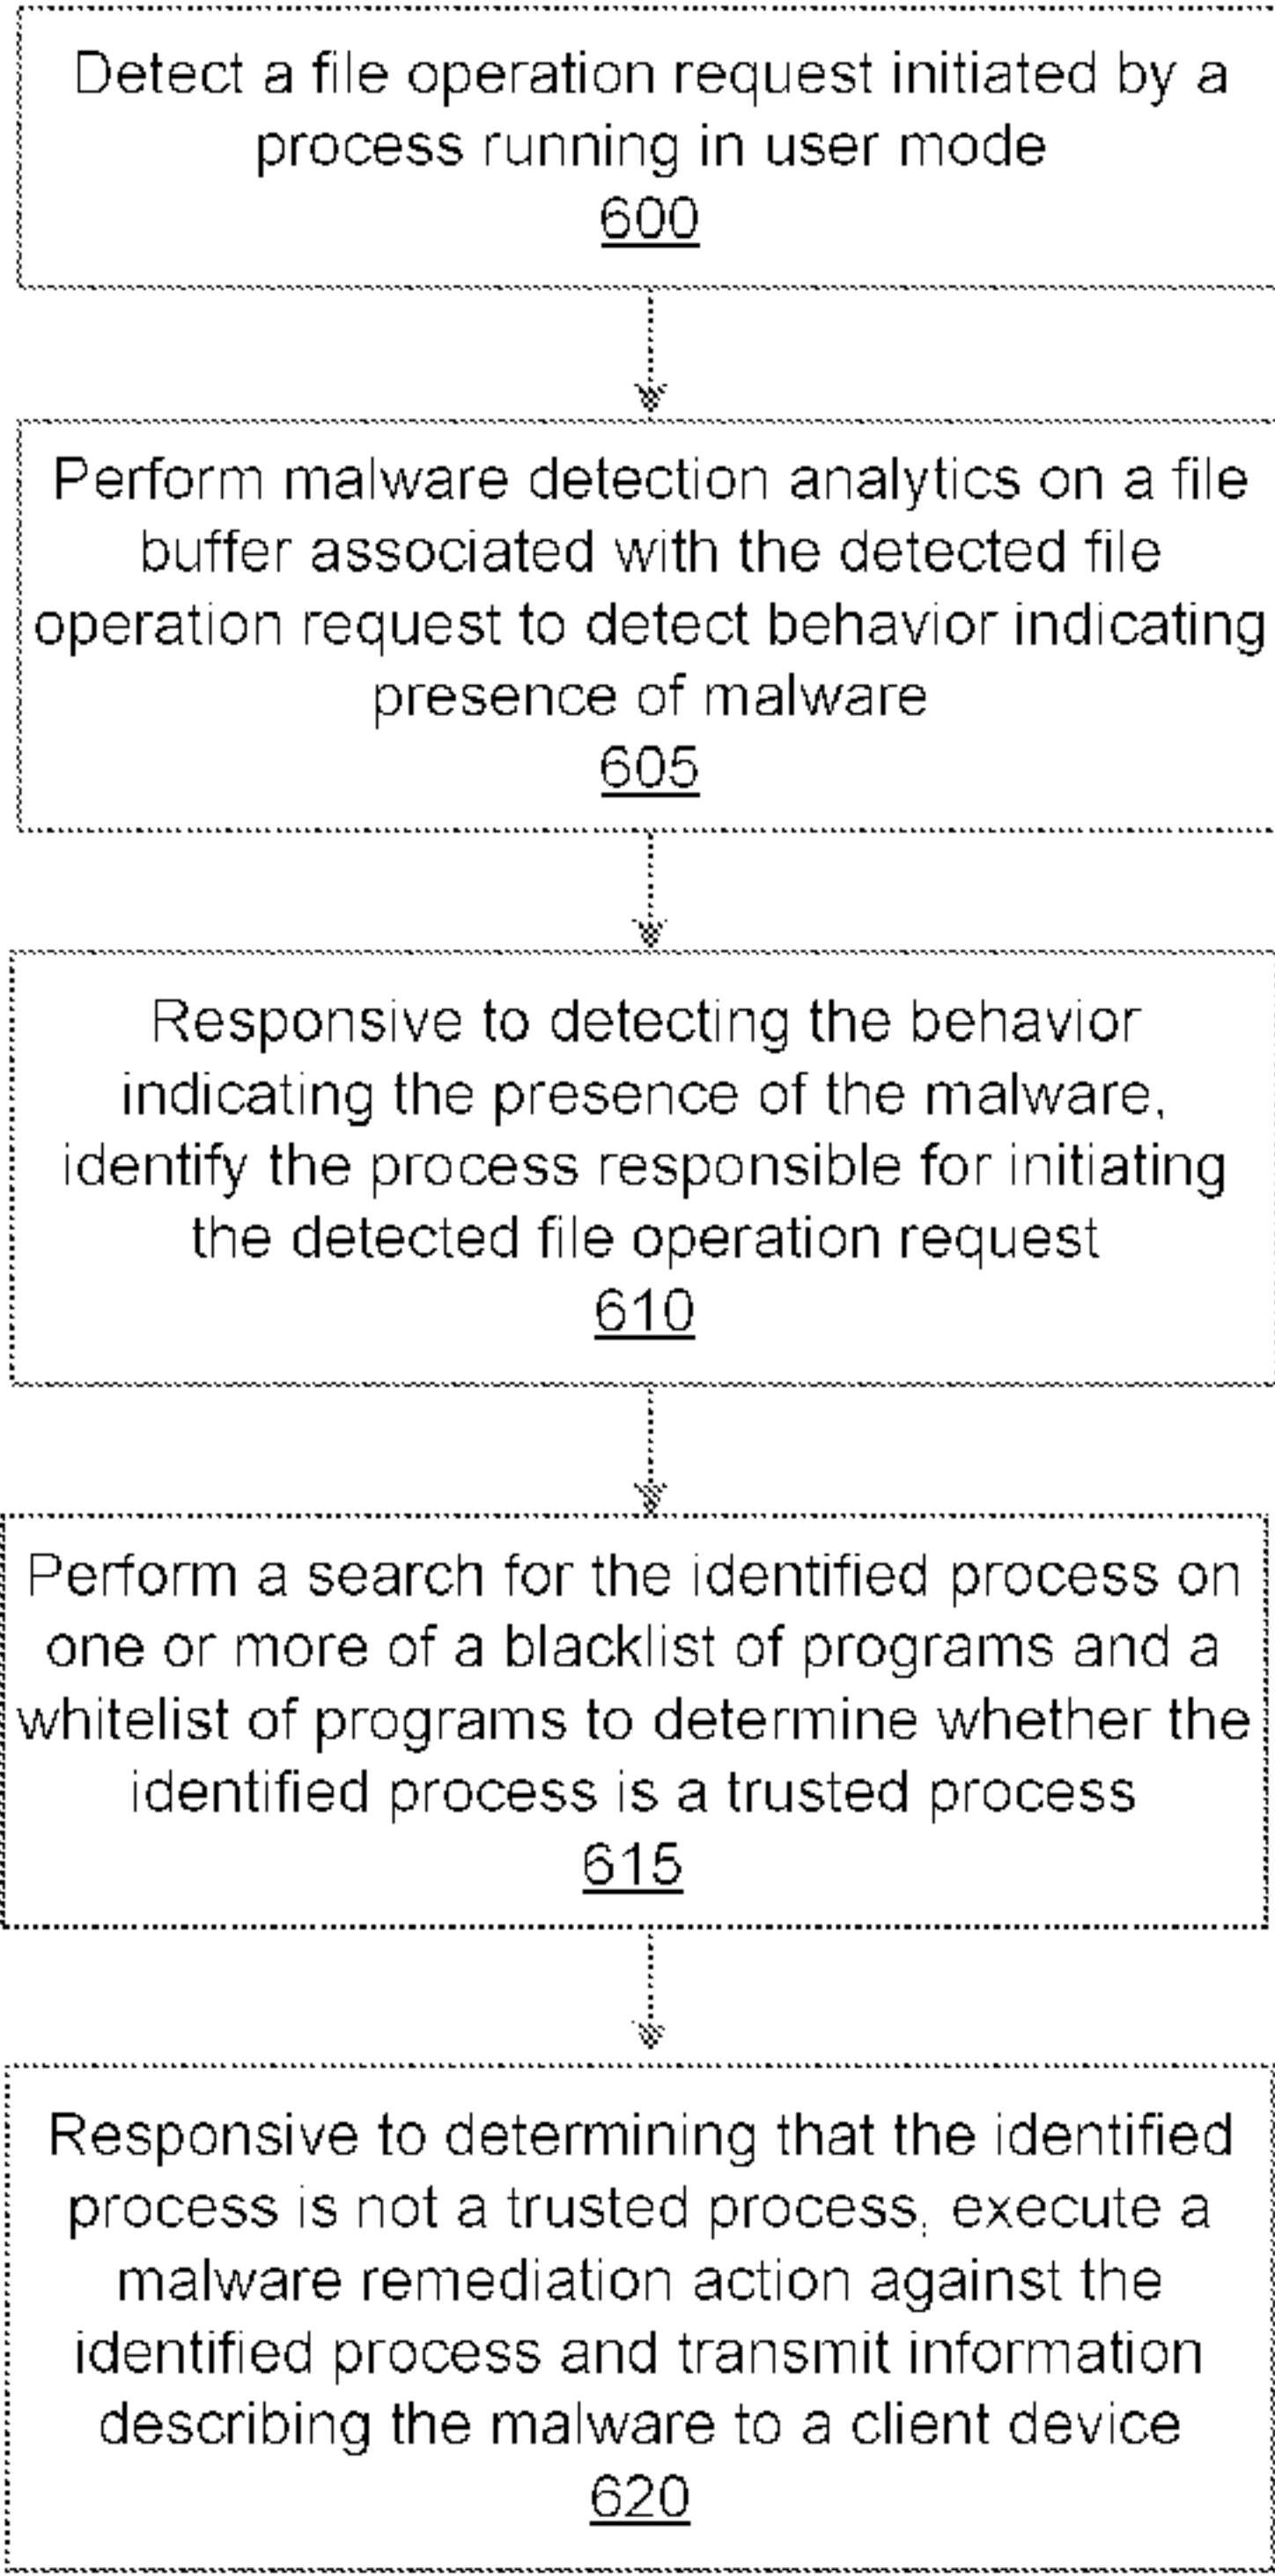 Detect a file operation request initiated by a
process running in user mode
600
Perform malware detection analytics on a file
buffer associated with the detected file
operation request to detect behavior indicating
presence of malware
605
Responsive to detecting the behavior
indicating the presence of the malware,
identify the process responsible for initiating
the detected file operation request
610
Perform a search for the identified process on
one or more of a blacklist of programs and a
whitelist of programs to determine whether the
identified process is a trusted process
615
Responsive to determining that the identified
process is not a trusted process, execute a
malware remediation action against the
identified process and transmit information
describing the malware to a client device
620